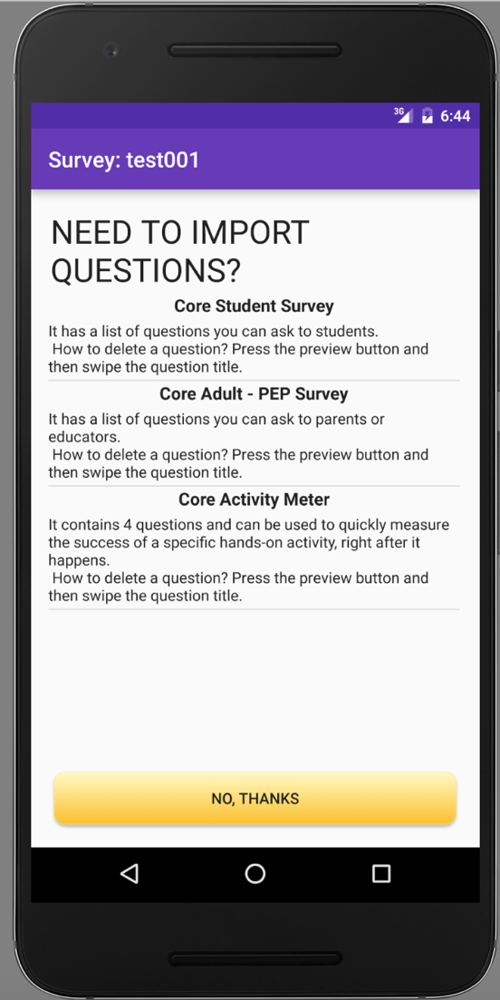 3G 6:44
Survey: test001
NEED TO IMPORT
QUESTIONS?
Core Student Survey
It has a list of questions you can ask to students.
How to delete a question? Press the preview button and
then swipe the question title.
Core Adult - PEP Survey
It has a list of questions you can ask to parents or
educators.
How to delete a question? Press the preview button and
then swipe the question title.
Core Activity Meter
It contains 4 questions and can be used to quickly measure
the success of a specific hands-on activity, right after it
happens.
How to delete a question? Press the preview button and
then swipe the question title.
NO, THANKS